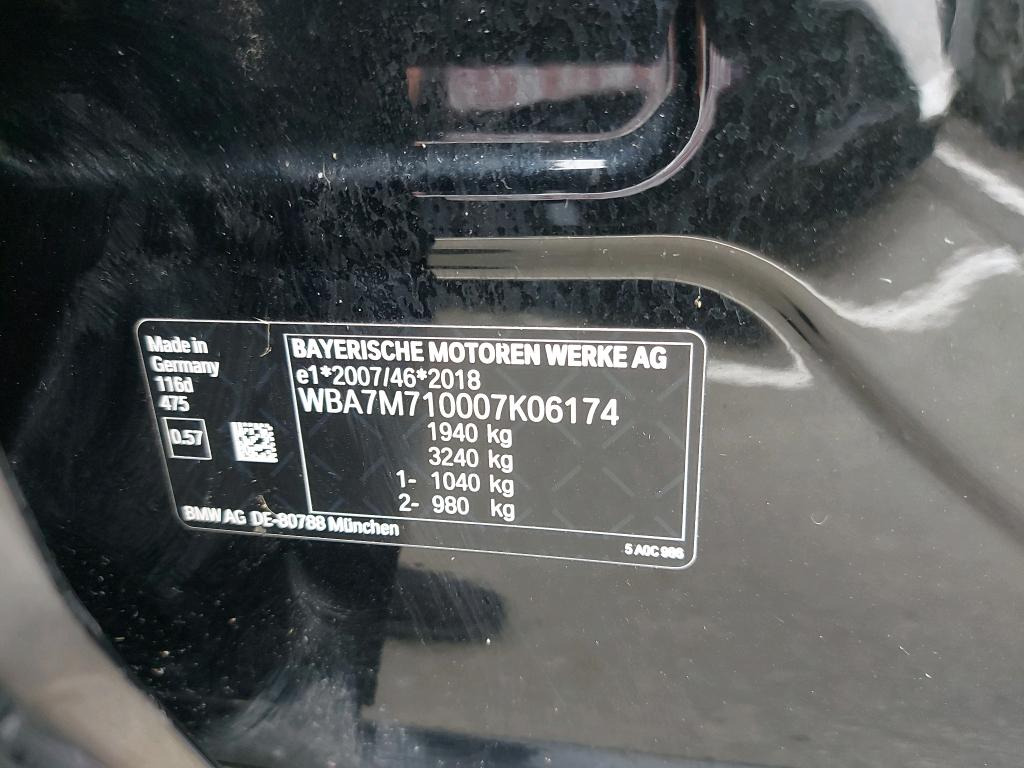 Made in
Germany
116d
475
0.57
BAYERISCHE MOTOREN WERKE AG
e1*2007/46*2018
WBA7M710007K06174
1940 kg
3240 kg
1- 1040 kg
2- 980 kg
BMW AG DE-80788 München
5 A0C 986